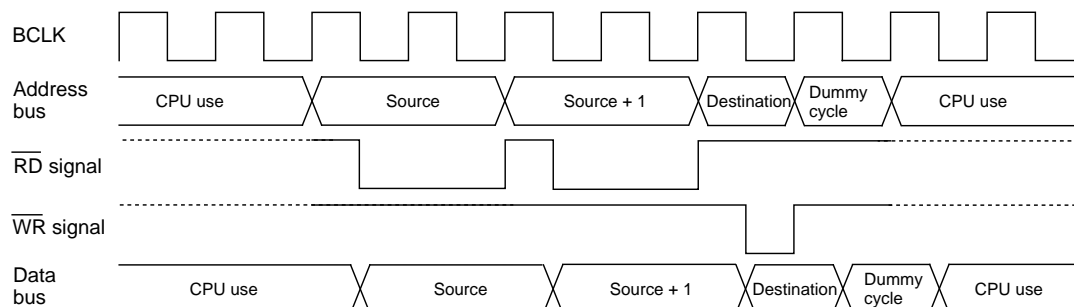 BCLK
Address
bus
CPU use
Source
Source + 1
Destination
Dummy
cycle
CPU use
RD signal
WR signal
Data
bus
CPU use
Source
Source + 1
Destination
Dummy
cycle
CPU use